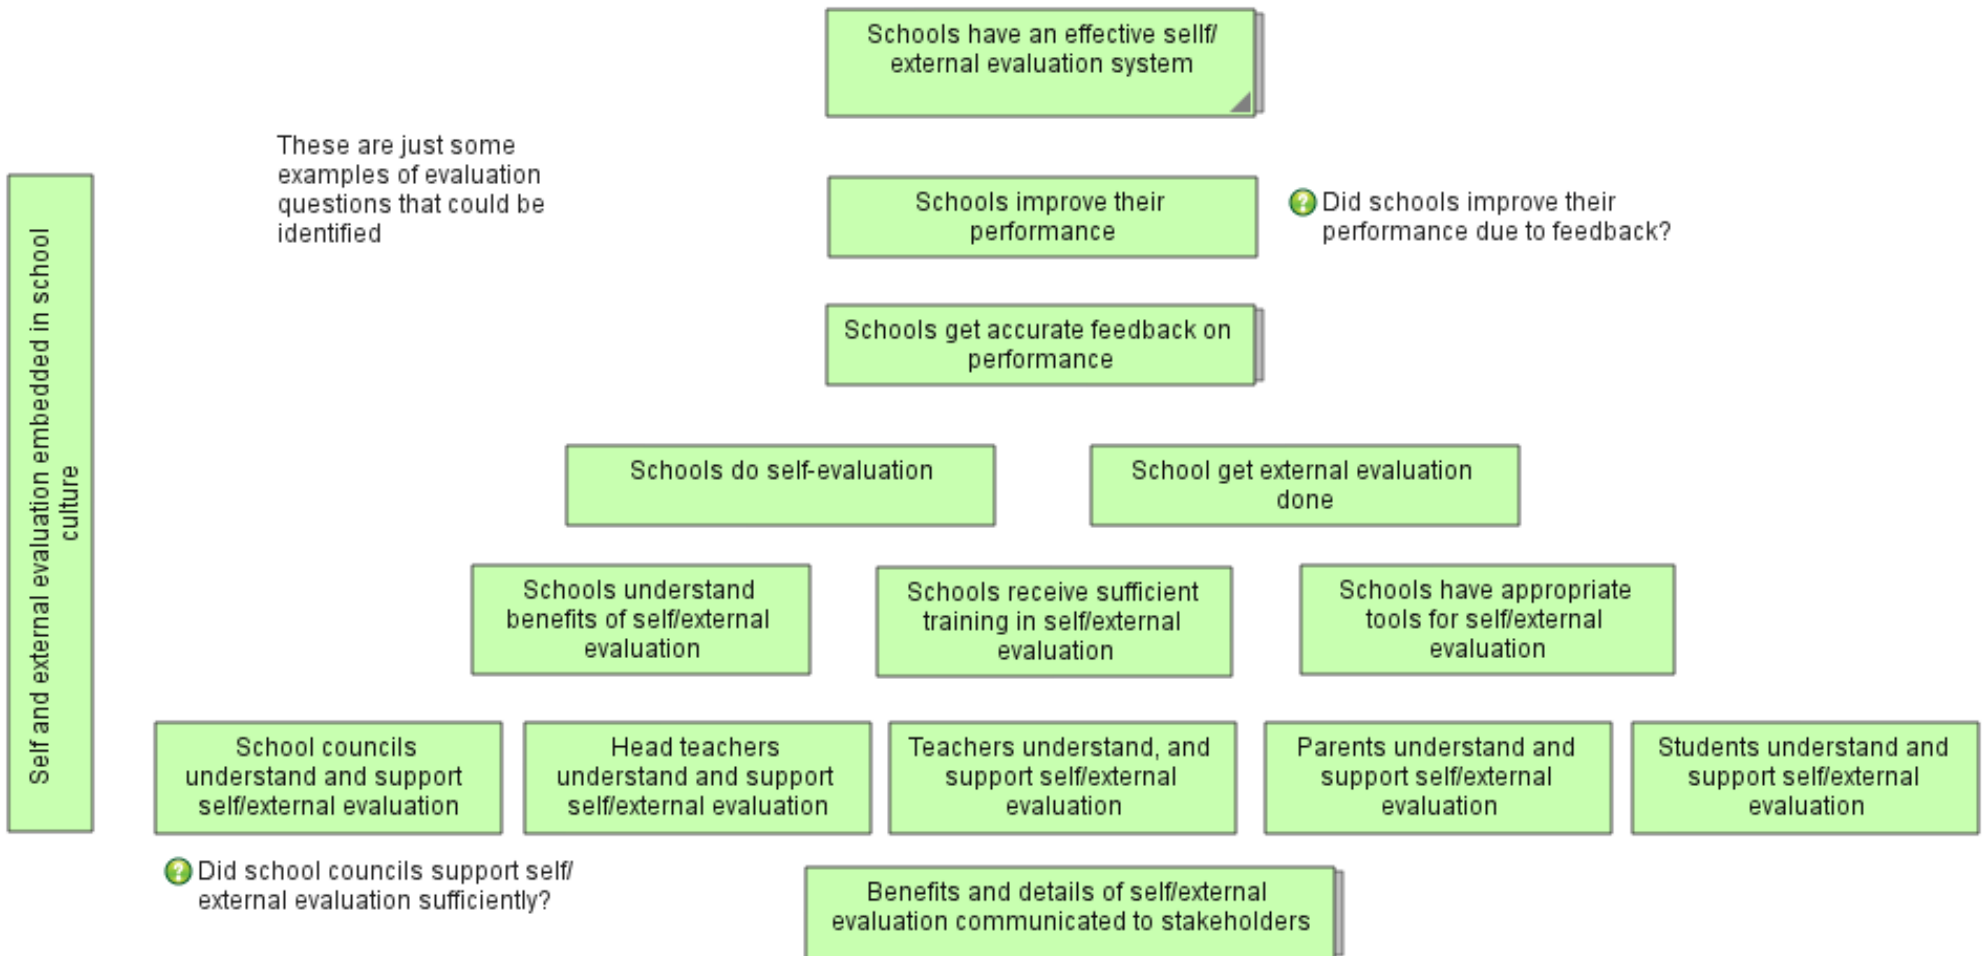 Schools have an effective sellf/
external evaluation system
These are just some
examples of evaluation
questions that could be
identified
Schools improve their
performance
Did schools improve their
performance due to feedback?
Self and external evaluation embedded in school
culture
Schools get accurate feedback on
performance
Schools do self-evaluation
School get external evaluation
done
Schools understand
benefits of self/external
evaluation
Schools receive sufficient
training in self/external
evaluation
Schools have appropriate
tools for self/external
evaluation
School councils
understand and support
self/external evaluation
Head teachers
understand and support
self/external evaluation
Teachers understand, and
support self/external
evaluation
Parents understand and
support self/external
evaluation
Students understand and
support self/external
evaluation
Did school councils support self/
external evaluation sufficiently?
Benefits and details of self/external
evaluation communicated to stakeholders